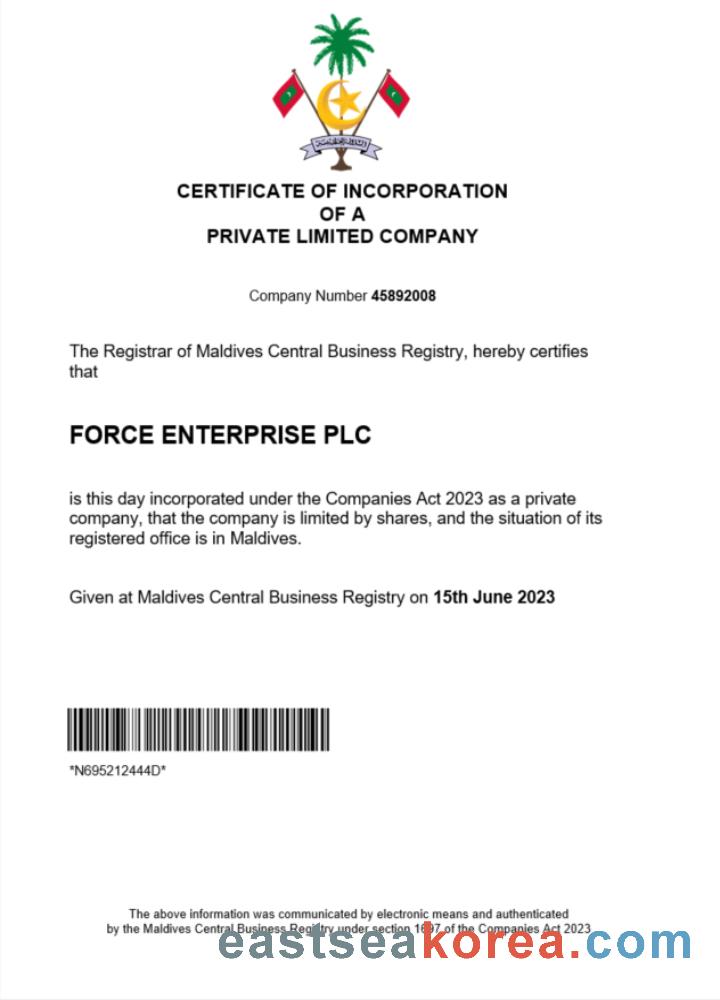 CERTIFICATE OF INCORPORATION
OF A
PRIVATE LIMITED COMPANY
Company Number 45892008
The Registrar of Maldives Central Business Registry, hereby certifies
that
FORCE ENTERPRISE PLC
is this day incorporated under the Companies Act 2023 as a private
company, that the company is limited by shares, and the situation of its
registered office is in Maldives.
Given at Maldives Central Business Registry on 15th June 2023
*N695212444D*
The above information was communicated by electronic means and authenticated
by the Maldives Central Business Registry under section of the Companies Act 2023
eastseakorea.com